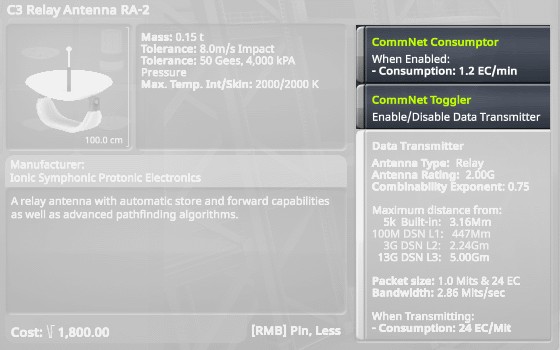 C3 Relay Antenna RA-2
Mass: 0.15 t
Tolerance: 8.0m/s Impact
Tolerance: 50 Gees, 4,000 kPA
Pressure
Max. Temp. Int/Skin: 2000/2000 K
100.0 cm
Manufacturer:
Ionic Symphonic Protonic Electronics
A relay antenna with automatic store and forward capabilities
as well as advanced pathfinding algorithms.
Cost: √ 1,800.00
[RMB] Pin, Less
CommNet Consumptor
When Enabled:
- Consumption: 1.2 EC/min
CommNet Toggler
Enable/Disable Data Transmitter
Data Transmitter
Antenna Type: Relay
Antenna Rating: 2.00G
Combinability Exponent: 0.75
Maximum distance from:
5k Built-in: 3.16Mm
100M DSN L1: 447Mm
3G DSN L2: 2.24Gm
13G DSN L3: 5.00Gm
Packet size: 1.0 Mits & 24 EC
Bandwidth: 2.86 Mits/sec
When Transmitting:
- Consumption: 24 EC/Mit